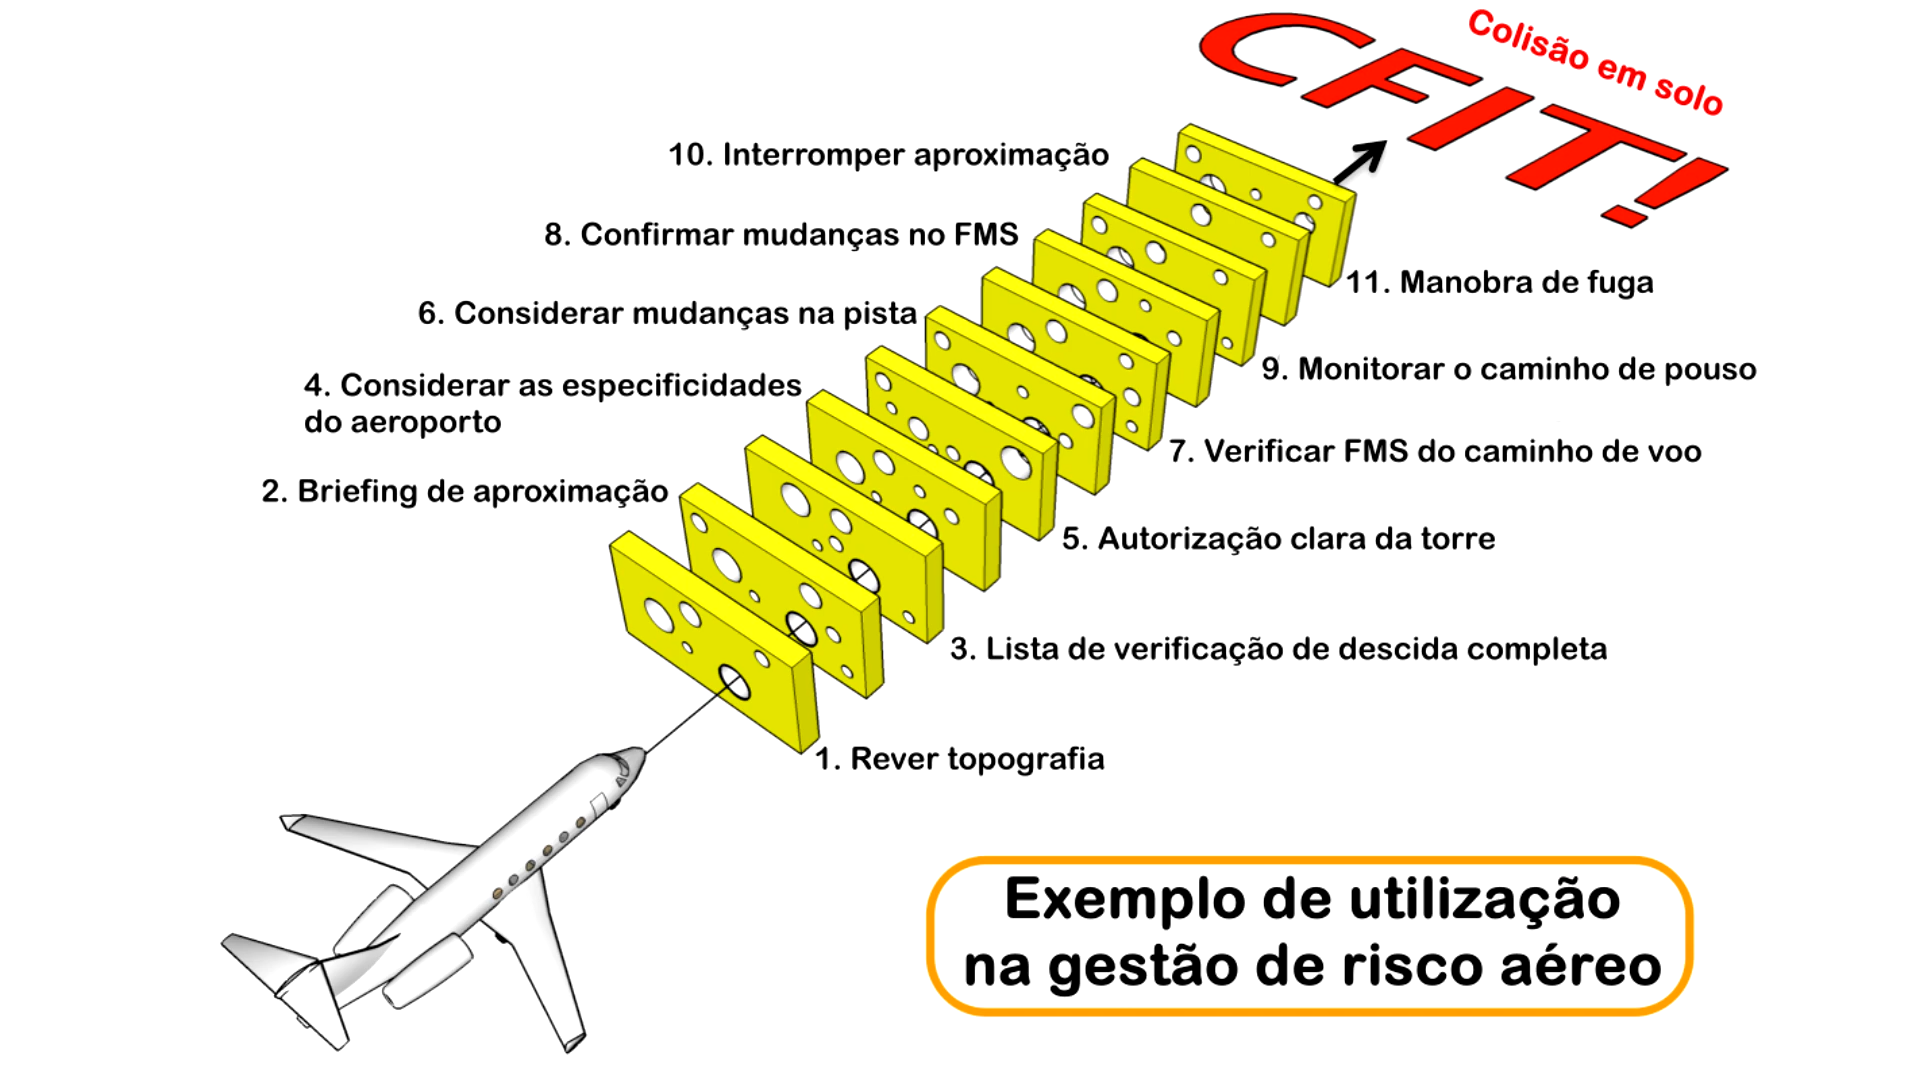 Colisão em solo
CFIT!
10. Interromper aproximação
8. Confirmar mudanças no FMS
11. Manobra de fuga
6. Considerar mudanças na pista
9. Monitorar o caminho de pouso
4. Considerar as especificidades
do aeroporto
7. Verificar FMS do caminho de voo
2. Briefing de aproximação
5. Autorização clara da torre
3. Lista de verificação de descida completa
1. Rever topografia
Exemplo de utilização
na gestão de risco aéreo